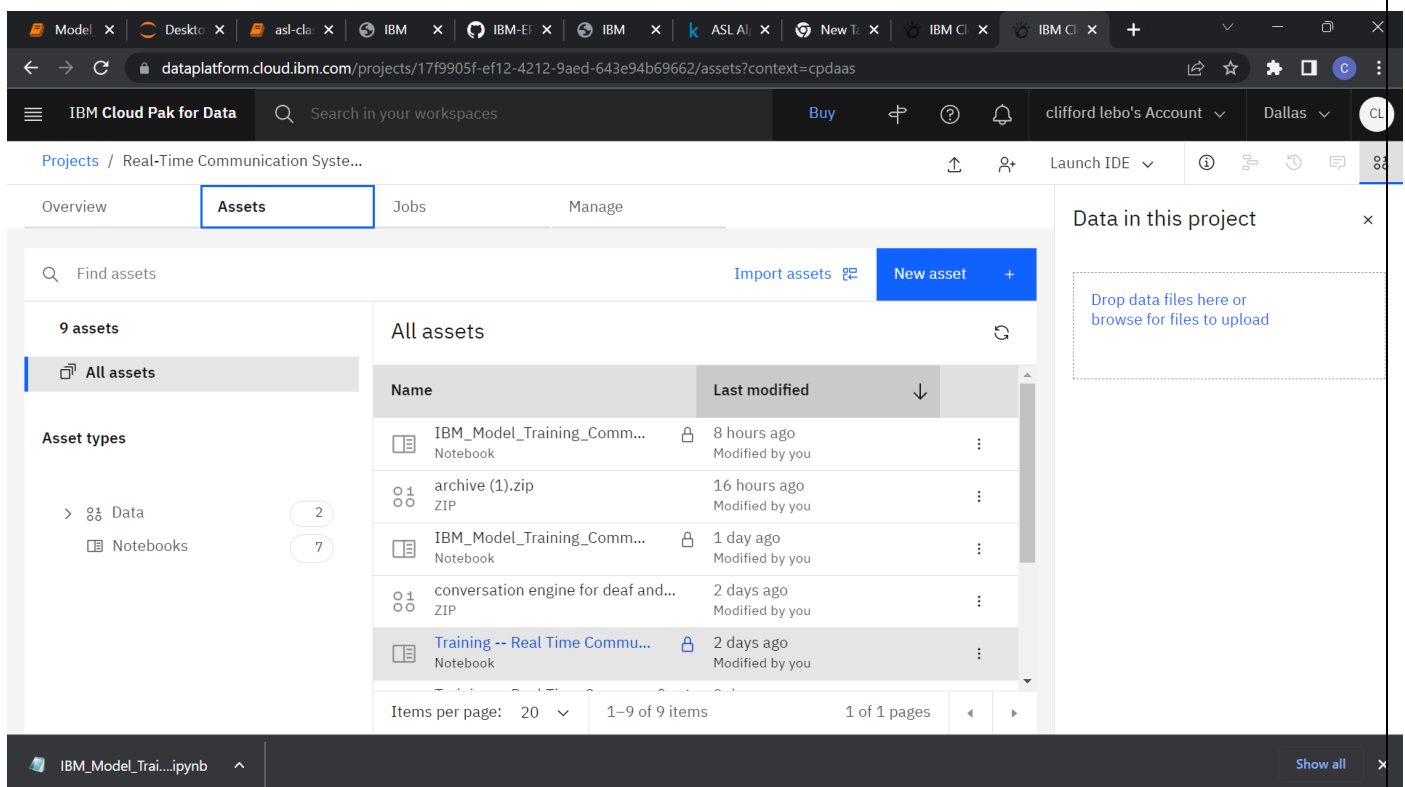 Model
Deskto
asl-cla
IBM
IBM-EF
IBM
ASL Al
New Ta
IBM Cl
IBM Cl
dataplatform.cloud.ibm.com/projects/17f9905f-ef12-4212-9aed-643e94b69662/assets?context=cpdaas
C
IBM Cloud Pak for Data
Search in your workspaces
Buy
clifford lebo's Account
Dallas
CL
Projects / Real-Time Communication Syste...
Launch IDE
Overview
Assets
Jobs
Manage
Data in this project
Find assets
Import assets
New asset +
Drop data files here or
browse for files to upload
9 assets
All assets
All assets
Name
Last modified
Asset types
Data 2
Notebooks 7
IBM_Model_Training_Comm... 8 hours ago
Notebook Modified by you
archive (1).zip 16 hours ago
ZIP Modified by you
IBM_Model_Training_Comm... 1 day ago
Notebook Modified by you
conversation engine for deaf and... 2 days ago
ZIP Modified by you
Training -- Real Time Commu... 2 days ago
Notebook Modified by you
Items per page: 20
1–9 of 9 items
1 of 1 pages
IBM_Model_Trai....ipynb
Show all